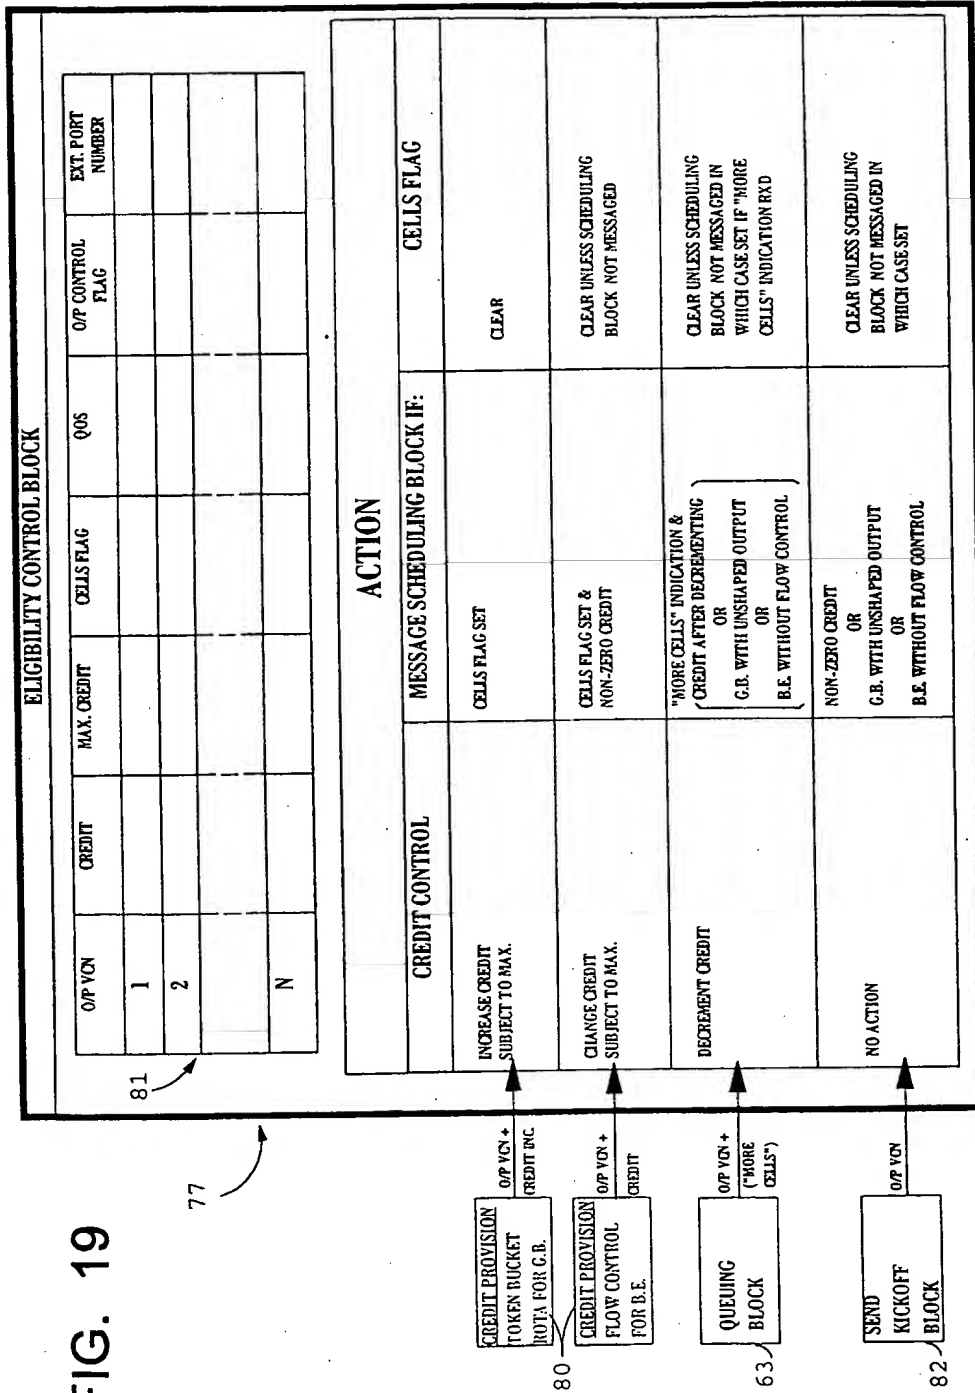 FIG. 19
77
ELIGIBILITY CONTROL BLOCK
81
O/P VCN
CREDIT
MAX. CREDIT
CELLS FLAG
QOS
O/P CONTROL
FLAG
EXT. PORT
NUMBER
1
2
N
ACTION
CREDIT CONTROL
MESSAGE SCHEDULING BLOCK IF:
CELLS FLAG
CREDIT PROVISION
TOKEN BUCKET
ROTA FOR G.B.
O/P VCN +
CREDIT INC.
INCREASE CREDIT
SUBJECT TO MAX.
CELLS FLAG SET
CLEAR
80
CREDIT PROVISION
FLOW CONTROL
FOR B.E.
O/P VCN +
CREDIT
CHANGE CREDIT
SUBJECT TO MAX.
CELLS FLAG SET &
NON-ZERO CREDIT
CLEAR UNLESS SCHEDULING
BLOCK NOT MESSAGED
63
QUEUING
BLOCK
O/P VCN +
("MORE
CELLS")
DECREMENT CREDIT
"MORE CELLS" INDICATION &
CREDIT AFTER DECREMENTING
OR
G.B. WITH UNSHAPED OUTPUT
OR
B.E. WITHOUT FLOW CONTROL
CLEAR UNLESS SCHEDULING
BLOCK NOT MESSAGED IN
WHICH CASE SET IF "MORE
CELLS" INDICATION RXD
82
SEND
KICKOFF
BLOCK
O/P VCN
NO ACTION
NON-ZERO CREDIT
OR
G.B. WITH UNSHAPED OUTPUT
OR
B.E. WITHOUT FLOW CONTROL
CLEAR UNLESS SCHEDULING
BLOCK NOT MESSAGED IN
WHICH CASE SET